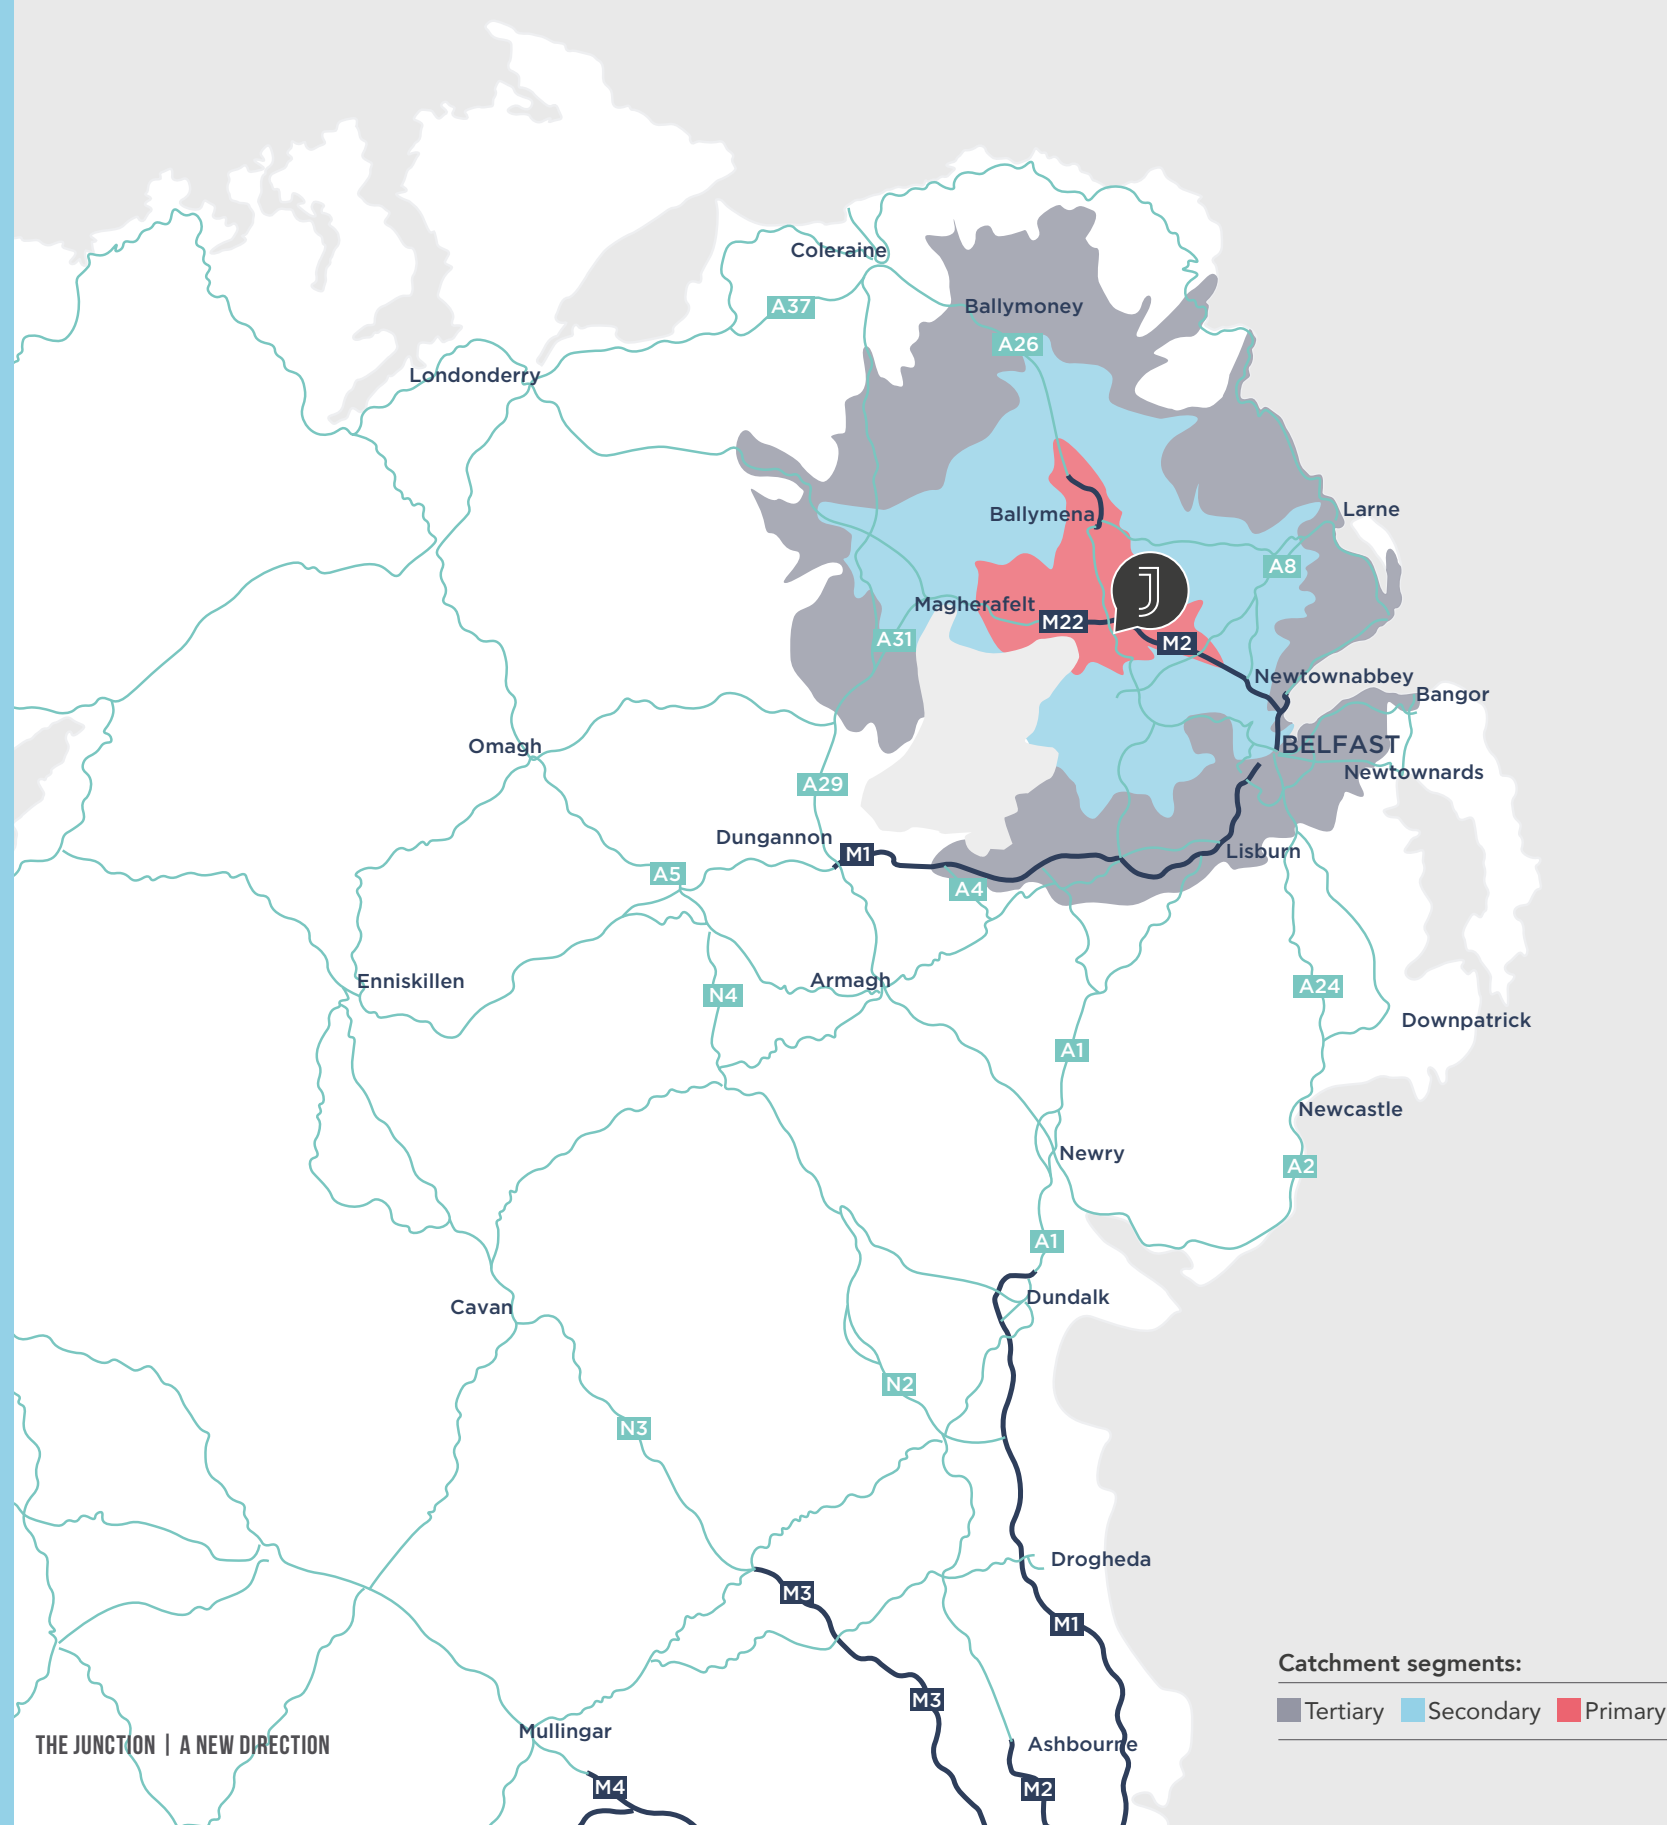 Coleraine
Ballymoney
A37
A26
Londonderry
Larne
Ballymena
A8
J
Magherafelt
M22
A31
M2
Newtownabbey
Bangor
Omagh
BELFAST
Newtownards
A29
Dungannon
M1
Lisburn
A5
A4
Enniskillen
Armagh
A24
N4
Downpatrick
A1
Newcastle
Newry
A2
A1
Dundalk
Cavan
N2
N3
Drogheda
M3
M1
Catchment segments:
M3
Tertiary Secondary Primary
Mullingar
THE JUNCTION | A NEW DIRECTION
Ashbourne
M4
M2